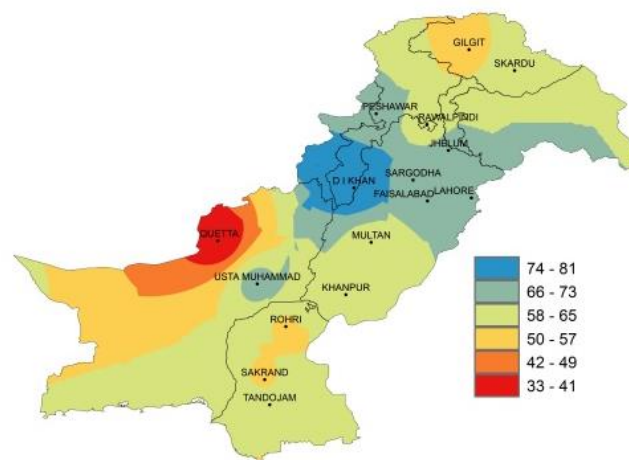 GILGIT
SKARDU
PESHAWAR
RAWALPINDI
JHBLUM
D I KHAN
SARGODHA
FAISALABAD
LAHORE
QUETTA
MULTAN
USTA MUHAMMAD
KHANPUR
ROHRI
SAKRAND
TANDOJAM
74 - 81
66 - 73
58 - 65
50 - 57
42 - 49
33 - 41